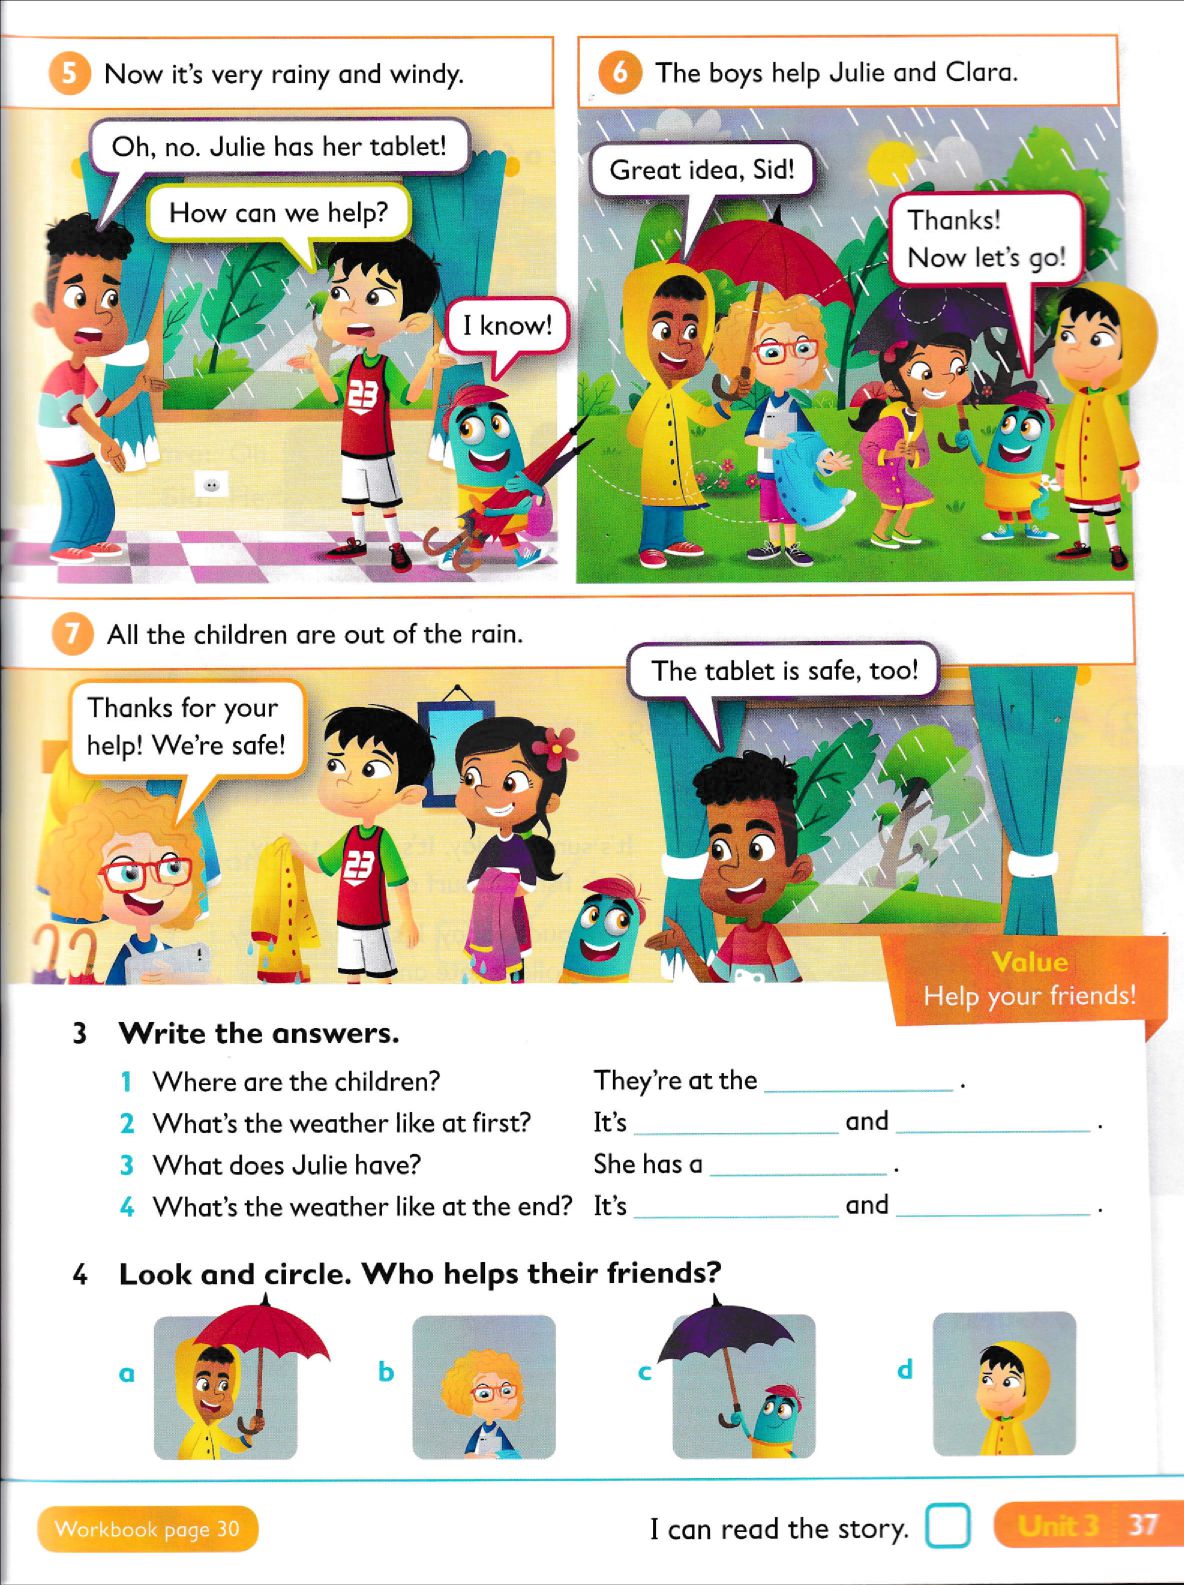 5 Now it's very rainy and windy.
Oh, no. Julie has her tablet!
How can we help?
I know!
6 The boys help Julie and Clara.
Great idea, Sid!
Thanks!
Now let's go!
7 All the children are out of the rain.
Thanks for your
help! We're safe!
The tablet is safe, too!
23
23
Value
Help your friends!
3 Write the answers.
1 Where are the children? They're at the ____________ .
2 What's the weather like at first? It's ____________ and ____________ .
3 What does Julie have? She has a ____________ .
4 What's the weather like at the end? It's ____________ and ____________ .
4 Look and circle. Who helps their friends?
a b c d
Workbook page 30 I can read the story. Unit 3 37